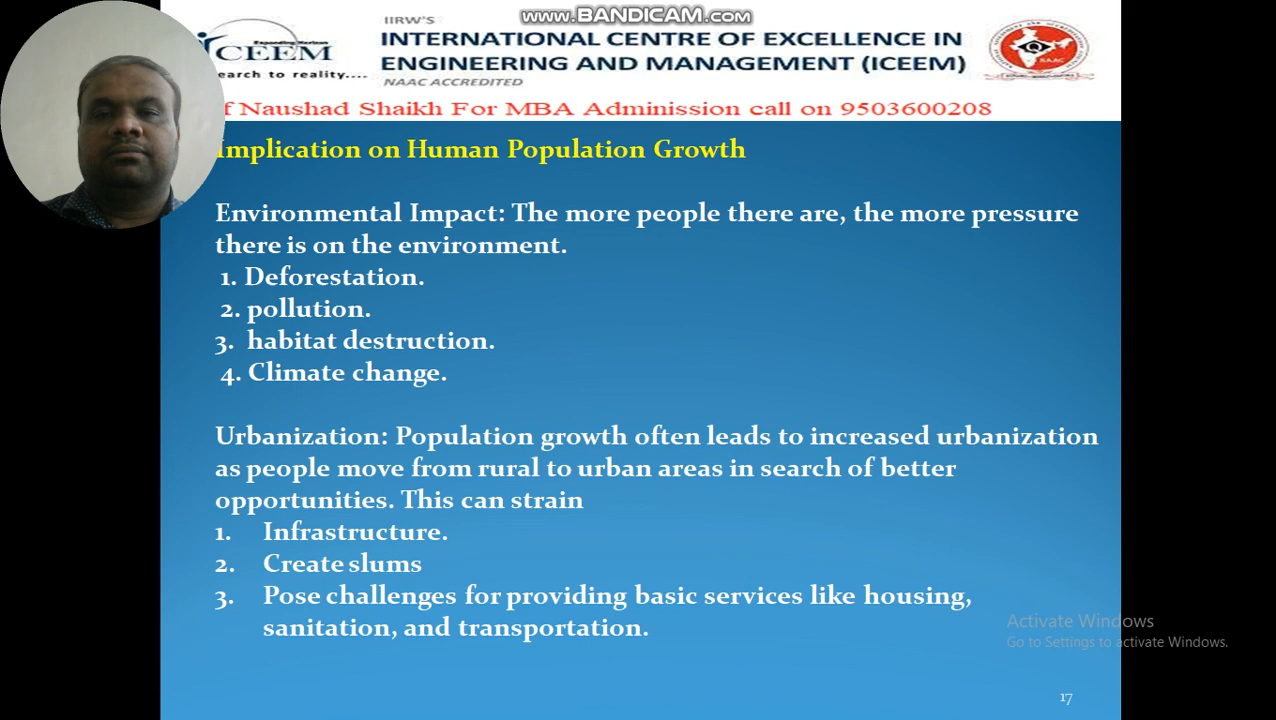 www.BANDICAM.com
IIRW'S
INTERNATIONAL CENTRE OF EXCELLENCE IN
ENGINEERING AND MANAGEMENT (ICEEM)
NAAC ACCREDITED
Expanding Horizon
ICEEM
earch to reality....
NAAC
f Naushad Shaikh For MBA Adminission call on 9503600208
Implication on Human Population Growth
Environmental Impact: The more people there are, the more pressure
there is on the environment.
1. Deforestation.
2. pollution.
3. habitat destruction.
4. Climate change.
Urbanization: Population growth often leads to increased urbanization
as people move from rural to urban areas in search of better
opportunities. This can strain
1. Infrastructure.
2. Create slums
3. Pose challenges for providing basic services like housing,
sanitation, and transportation.
Activate Windows
Go to Settings to activate Windows.
17